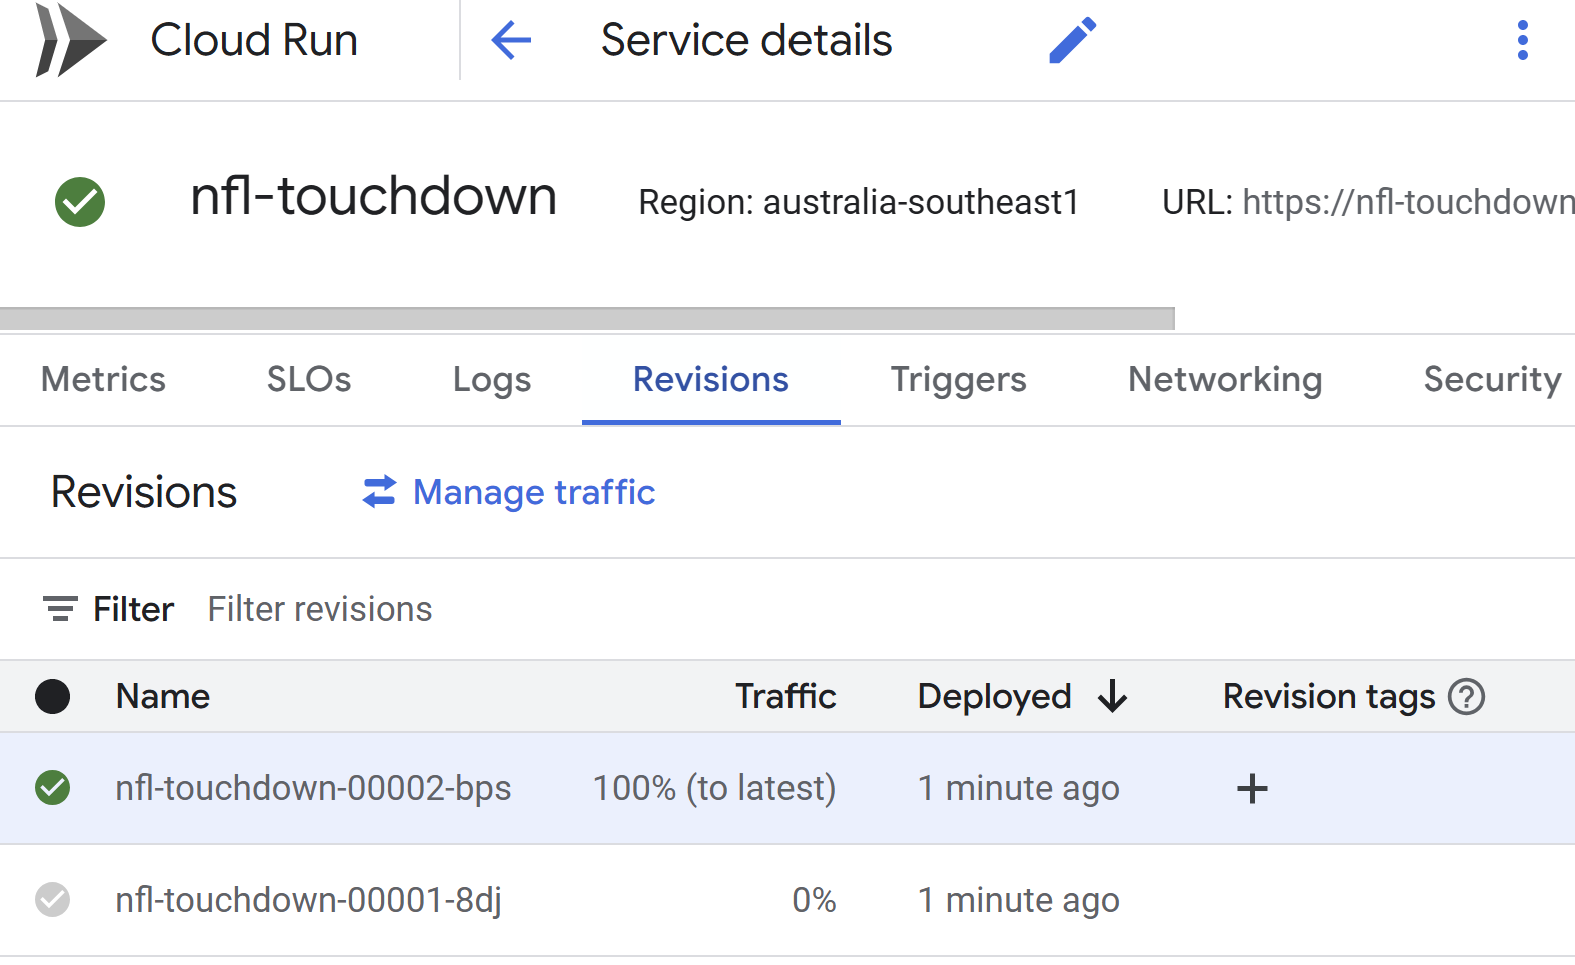 Cloud Run
Service details
nfl-touchdown
Region: australia-southeast1
URL: https://nfl-touchdown
Metrics SLOs Logs Revisions Triggers Networking Security
Revisions
Manage traffic
Filter Filter revisions
Name Traffic Deployed Revision tags
nfl-touchdown-00002-bps 100% (to latest) 1 minute ago
nfl-touchdown-00001-8dj 0% 1 minute ago